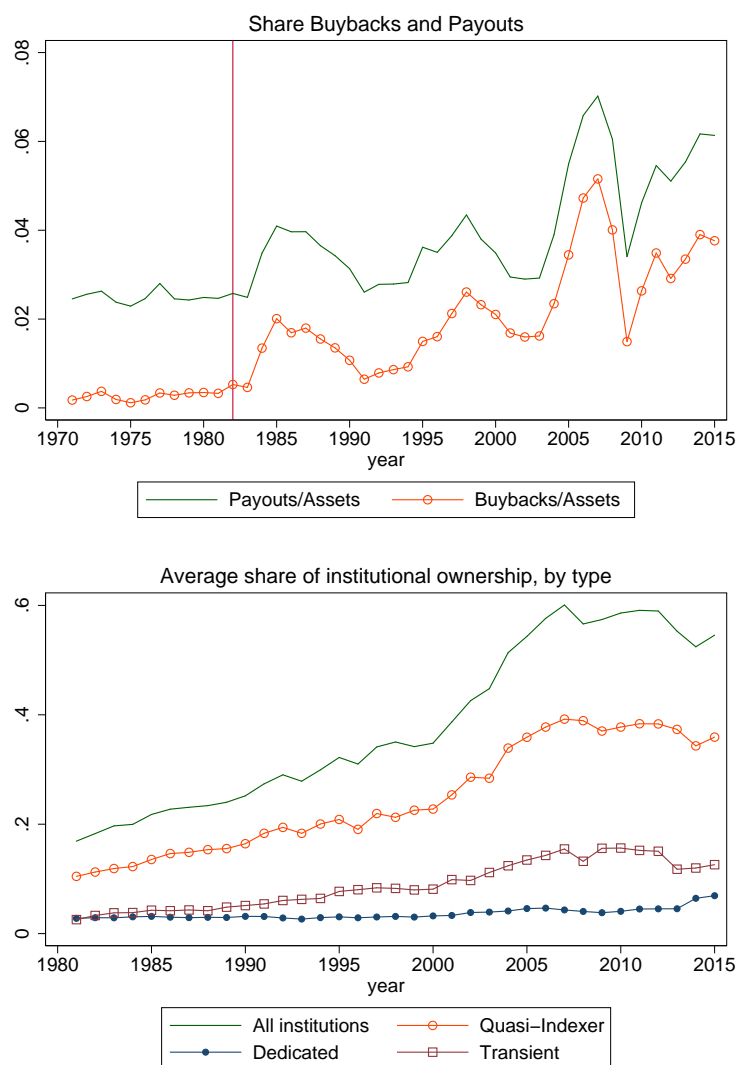 Share Buybacks and Payouts
.08
.06
.04
.02
0
1970 1975 1980 1985 1990 1995 2000 2005 2010 2015
year
Payouts/Assets Buybacks/Assets
Average share of institutional ownership, by type
.6
.4
.2
0
1980 1985 1990 1995 2000 2005 2010 2015
year
All institutions Quasi−Indexer
Dedicated Transient